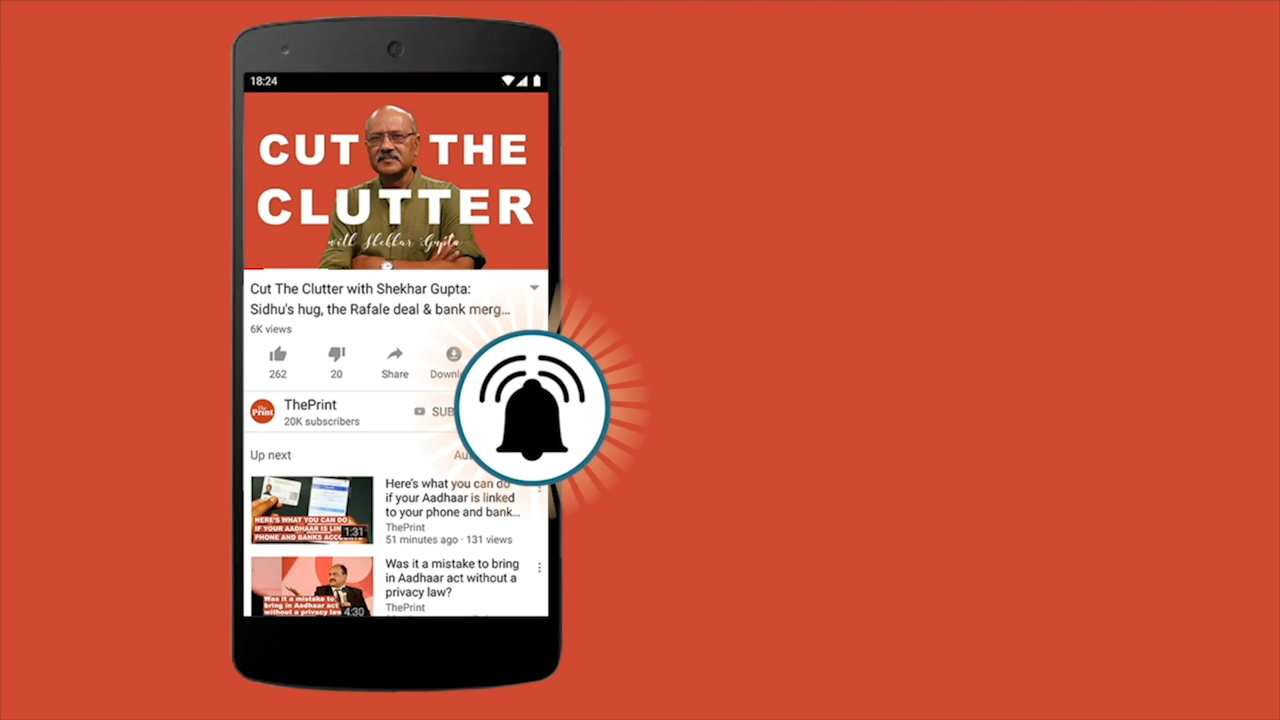 18:24
CUT THE
CLUTTER
with Shekhar Gupta
Cut The Clutter with Shekhar Gupta:
Sidhu's hug, the Rafale deal & bank merg...
6K views
262
20
Share
Downl
The
Print
ThePrint
20K subscribers
SUB
Up next
Au
Here's what you can do
if your Aadhaar is linked
to your phone and bank...
ThePrint
51 minutes ago · 131 views
HERE'S WHAT YOU CAN DO
IF YOUR AADHAAR IS LIN
PHONE AND BANKS ACCOUNTS
1:31
Was it a mistake to bring
in Aadhaar act without a
privacy law?
ThePrint
Was it a mistake to
bring in Aadhaar act
without a privacy law
4:30